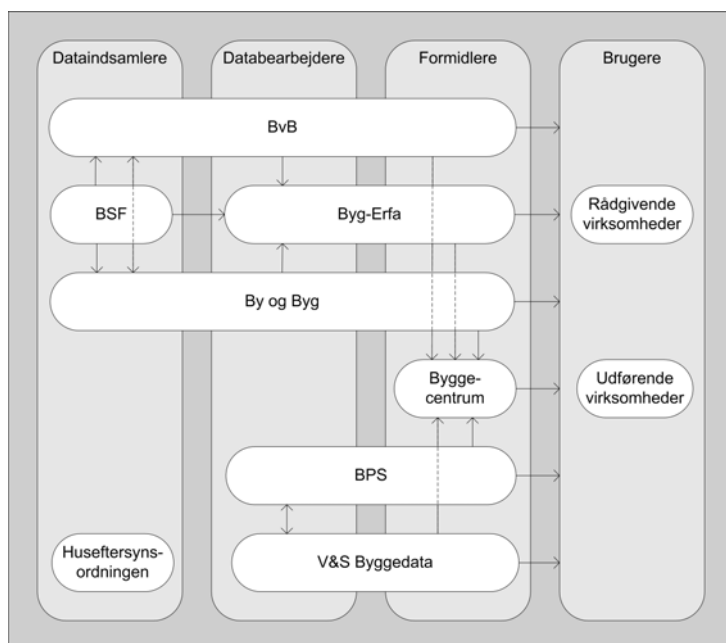 Dataindsamlere
Databearbejdere
Formidlere
Brugere
BvB
BSF
Byg-Erfa
Rådgivende
virksomheder
By og Byg
Bygge-
centrum
Udførende
virksomheder
BPS
Huseftersyns-
ordningen
V&S Byggedata